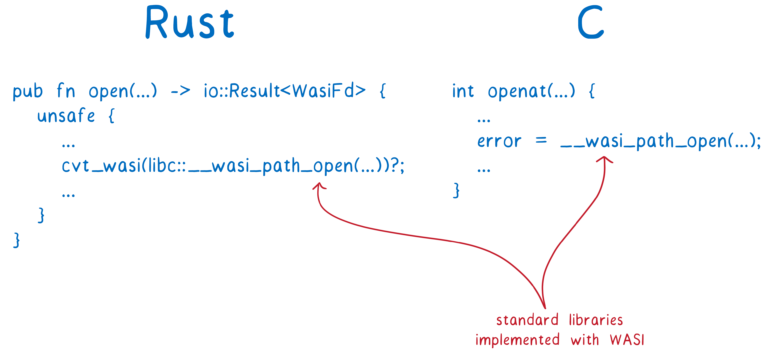 Rust
pub fn open(...) -> io::Result<WasiFd> {
unsafe {
...
cvt_wasi(libc::__wasi_path_open(...))?;
...
}
}
C
int openat(...) {
...
error = __wasi_path_open(...);
...
}
standard libraries
implemented with WASI